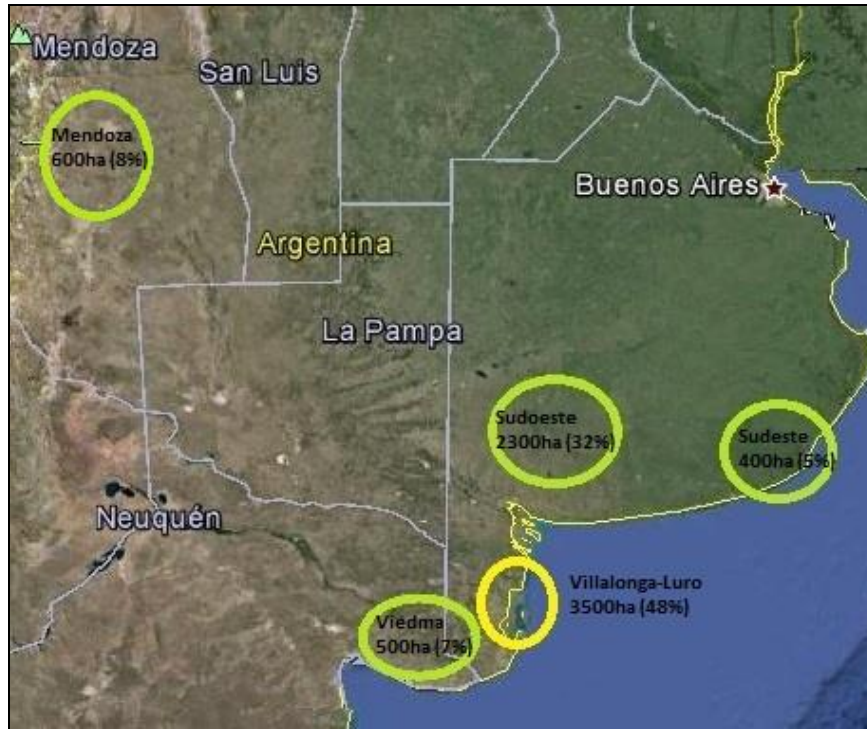 Mendoza
San Luis
Mendoza
600ha (8%)
Buenos Aires
Argentina
La Pampa
Sudoeste
2300ha (32%)
Sudeste
400ha (5%)
Neuquén
Villalonga-Luro
3500ha (48%)
Viedma
500ha (7%)